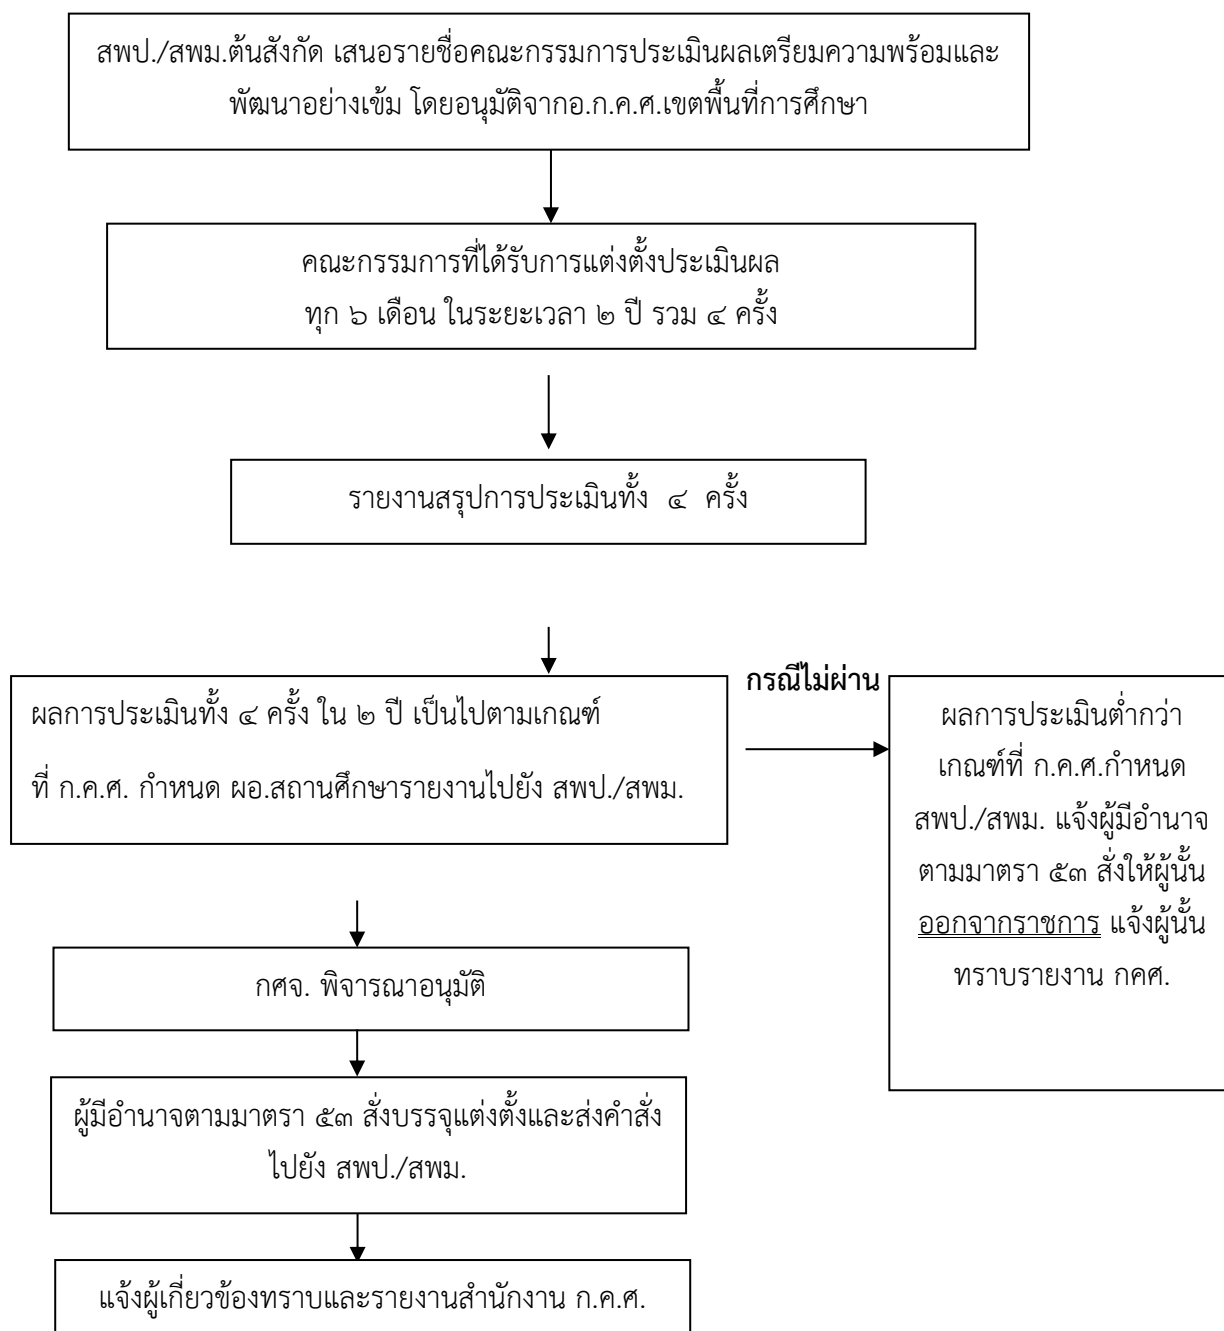 สพป./สพม.ต้นสังกัด เสนอรายชื่อคณะกรรมการประเมินผลเตรียมความพร้อมและ
พัฒนาอย่างเข้ม โดยอนุมัติจากอ.ก.ค.ศ.เขตพื้นที่การศึกษา
คณะกรรมการที่ได้รับการแต่งตั้งประเมินผล
ทุก ๖ เดือน ในระยะเวลา ๒ ปี รวม ๔ ครั้ง
รายงานสรุปการประเมินทั้ง ๔ ครั้ง
ผลการประเมินทั้ง ๔ ครั้ง ใน ๒ ปี เป็นไปตามเกณฑ์
ที่ ก.ค.ศ. กำหนด ผอ.สถานศึกษารายงานไปยัง สพป./สพม.
กรณีไม่ผ่าน
ผลการประเมินต่ำกว่า
เกณฑ์ที่ ก.ค.ศ.กำหนด
สพป./สพม. แจ้งผู้มีอำนาจ
ตามมาตรา ๕๓ สั่งให้ผู้นั้น
ออกจากราชการ แจ้งผู้นั้น
ทราบรายงาน กคศ.
กศจ. พิจารณาอนุมัติ
ผู้มีอำนาจตามมาตรา ๕๓ สั่งบรรจุแต่งตั้งและส่งคำสั่ง
ไปยัง สพป./สพม.
แจ้งผู้เกี่ยวข้องทราบและรายงานสำนักงาน ก.ค.ศ.